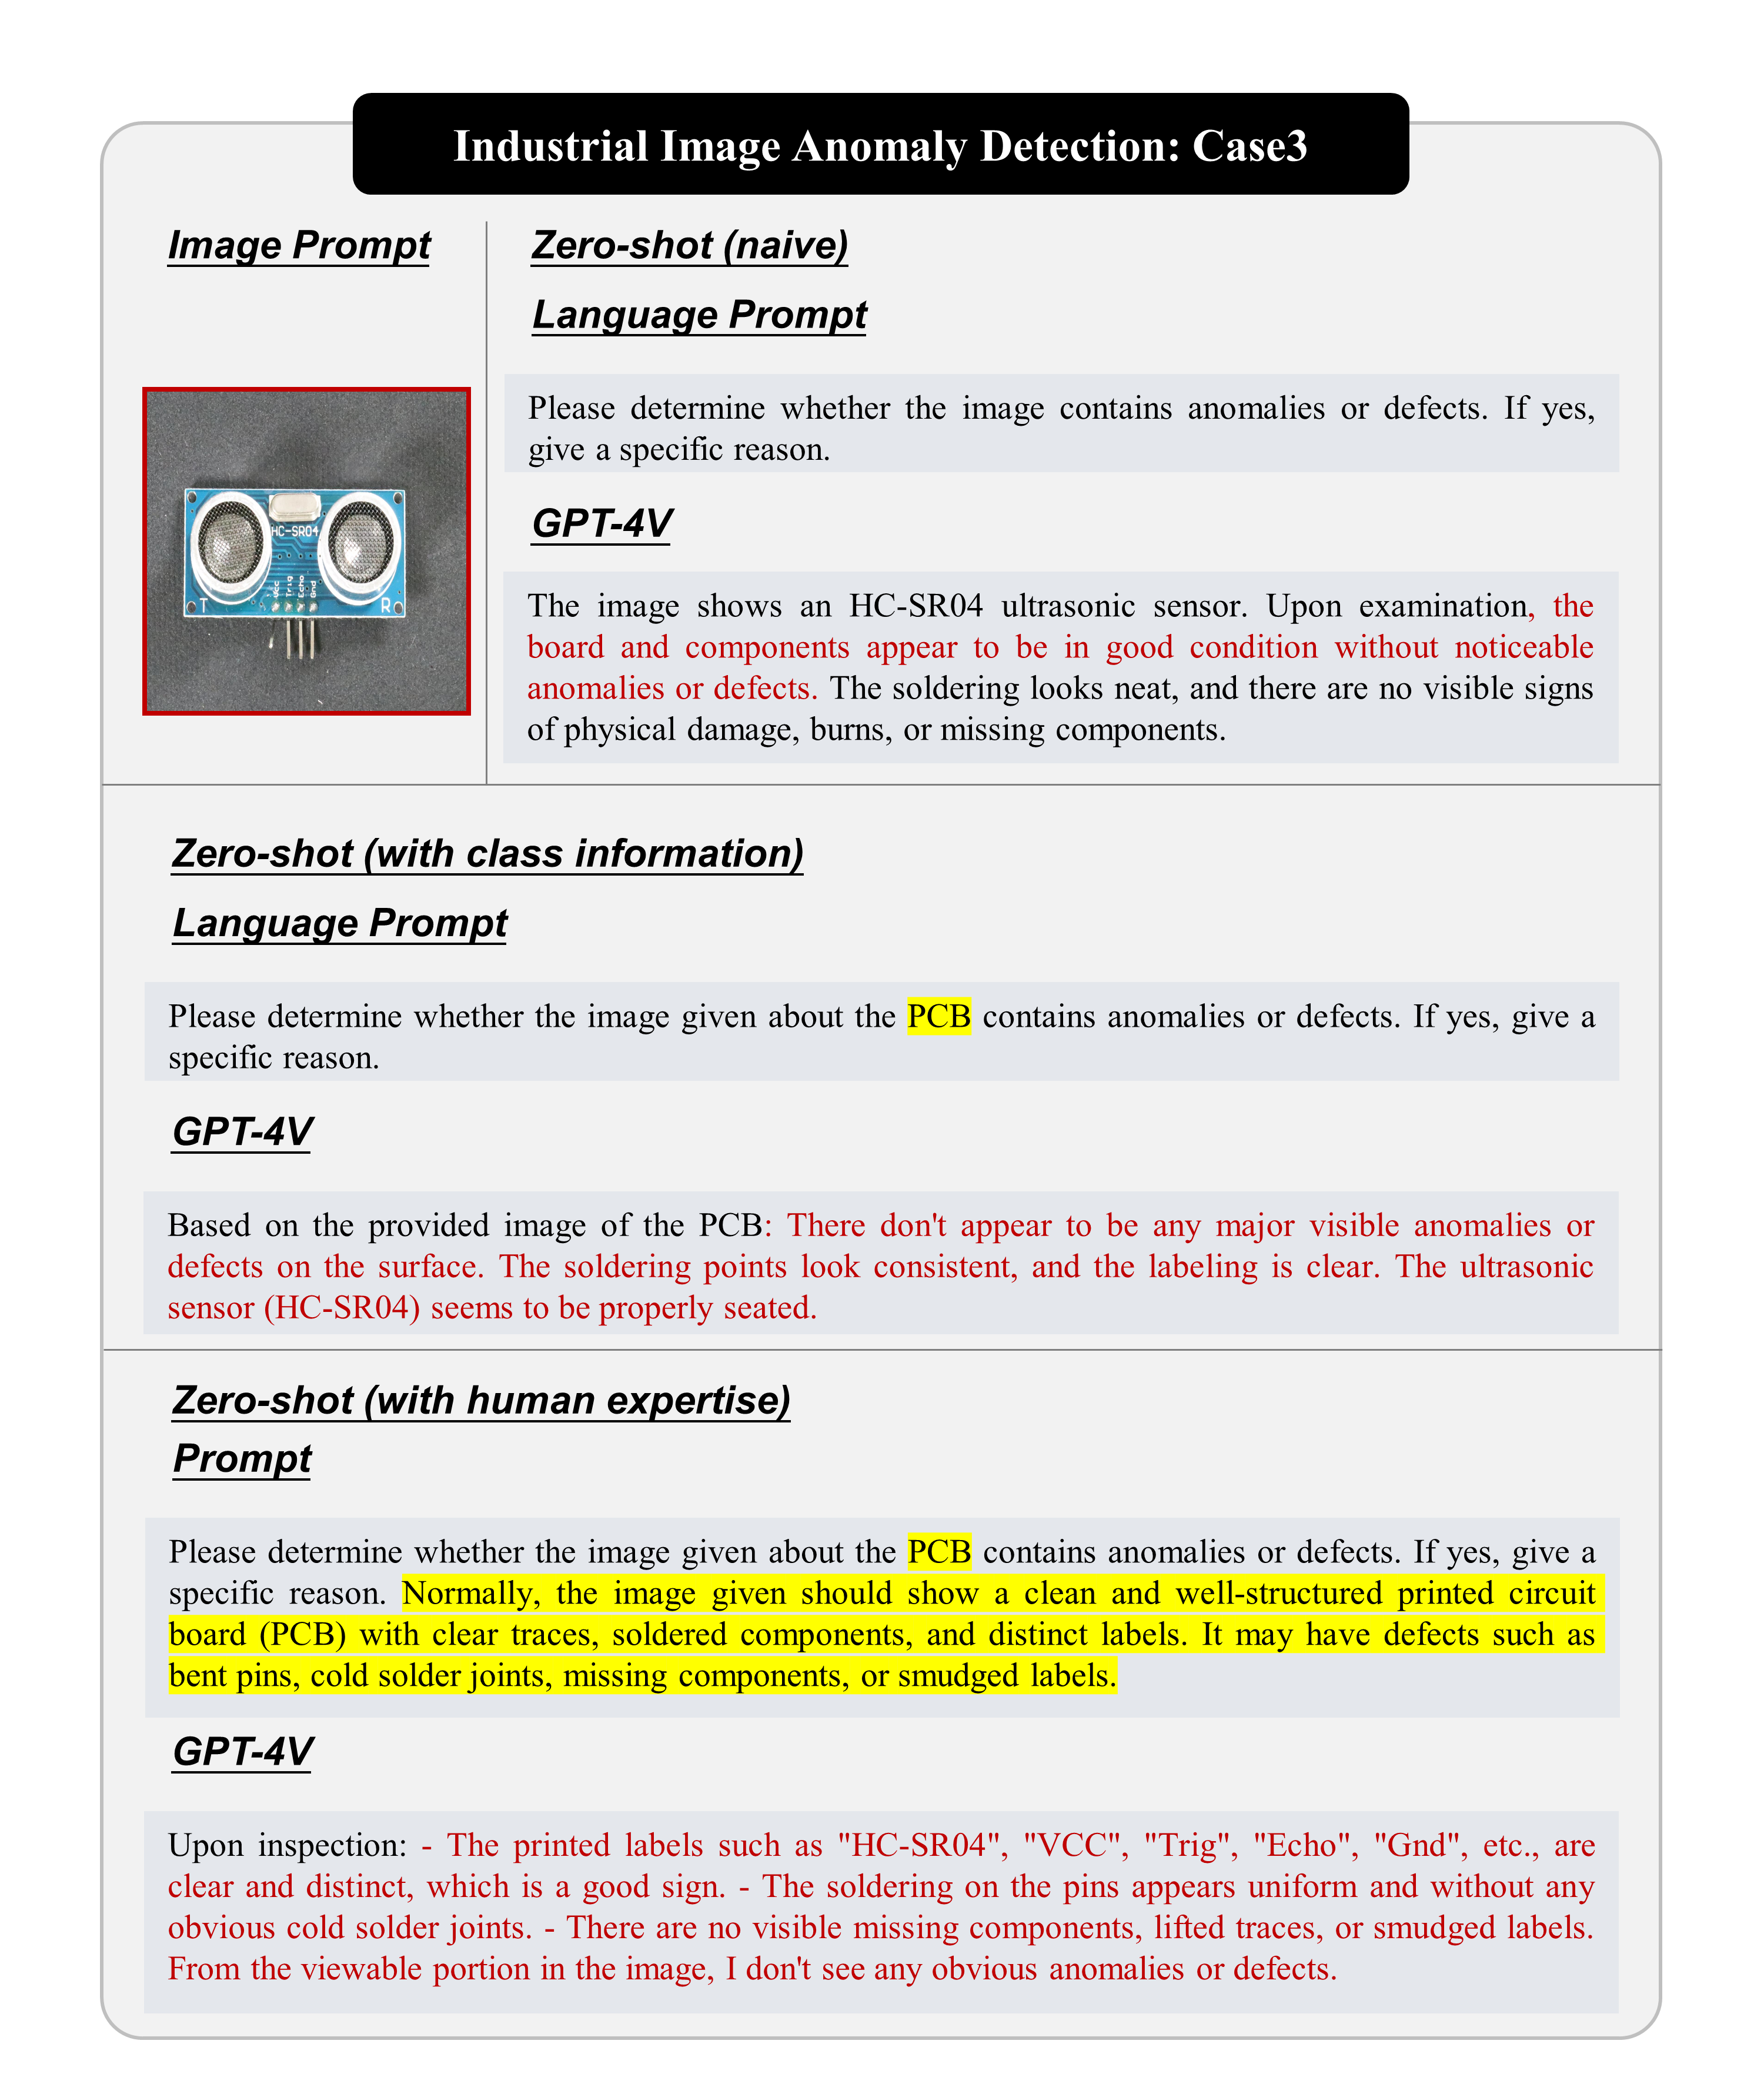 Industrial Image Anomaly Detection: Case3
Image Prompt
HC-SR04
Vcc
Trig
Echo
Gnd
T
R
Zero-shot (naive)
Language Prompt
Please determine whether the image contains anomalies or defects. If yes,
give a specific reason.
GPT-4V
The image shows an HC-SR04 ultrasonic sensor. Upon examination, the
board and components appear to be in good condition without noticeable
anomalies or defects. The soldering looks neat, and there are no visible signs
of physical damage, burns, or missing components.
Zero-shot (with class information)
Language Prompt
Please determine whether the image given about the PCB contains anomalies or defects. If yes, give a
specific reason.
GPT-4V
Based on the provided image of the PCB: There don't appear to be any major visible anomalies or
defects on the surface. The soldering points look consistent, and the labeling is clear. The ultrasonic
sensor (HC-SR04) seems to be properly seated.
Zero-shot (with human expertise)
Prompt
Please determine whether the image given about the PCB contains anomalies or defects. If yes, give a
specific reason. Normally, the image given should show a clean and well-structured printed circuit
board (PCB) with clear traces, soldered components, and distinct labels. It may have defects such as
bent pins, cold solder joints, missing components, or smudged labels.
GPT-4V
Upon inspection: - The printed labels such as "HC-SR04", "VCC", "Trig", "Echo", "Gnd", etc., are
clear and distinct, which is a good sign. - The soldering on the pins appears uniform and without any
obvious cold solder joints. - There are no visible missing components, lifted traces, or smudged labels.
From the viewable portion in the image, I don't see any obvious anomalies or defects.